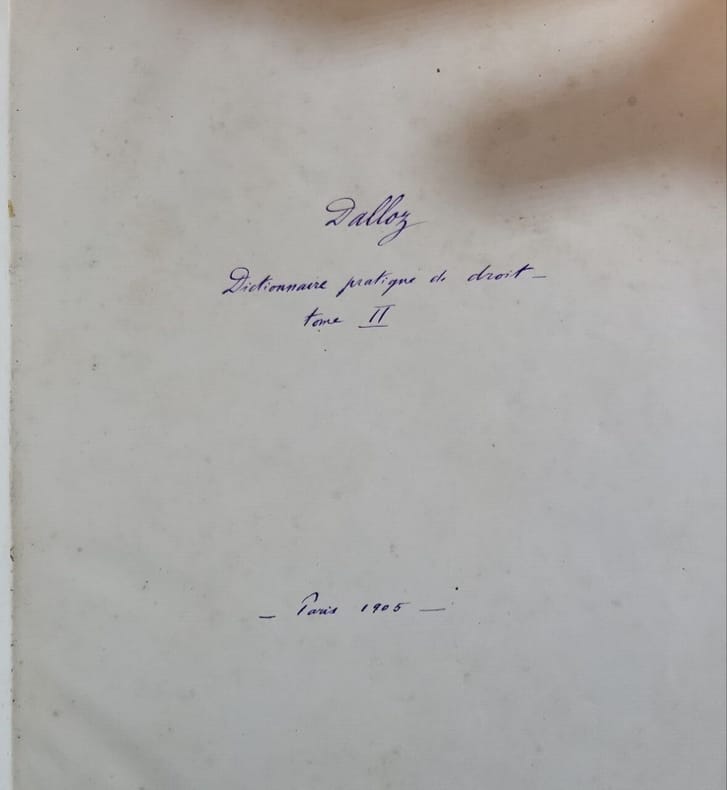 Dalloz
Dictionnaire pratique de droit —
tome II
— Paris 1905 —